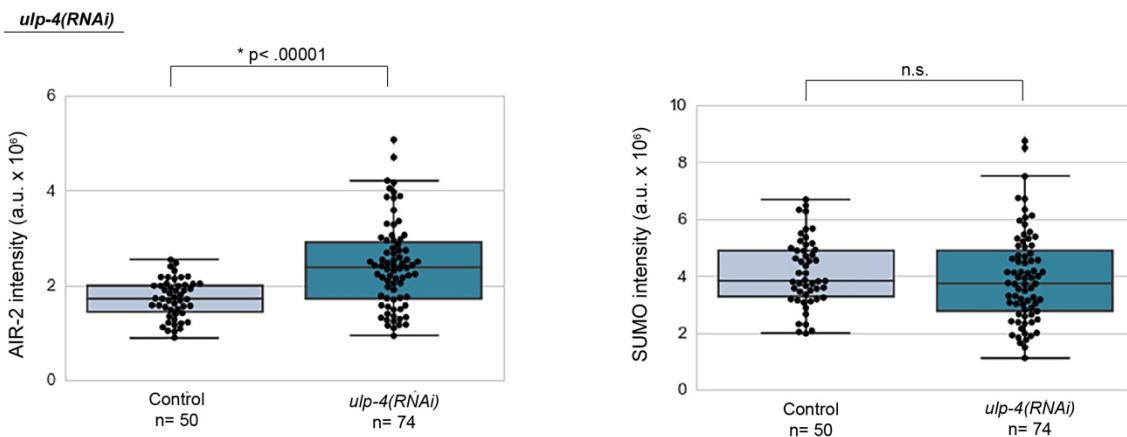 ulp-4(RNAi)
* p< .00001
6
4
2
0
AIR-2 intensity (a.u. x 10⁶)
Control
n= 50
ulp-4(RNAi)
n= 74
n.s.
10
8
6
4
2
0
SUMO intensity (a.u. x 10⁶)
Control
n= 50
ulp-4(RNAi)
n= 74